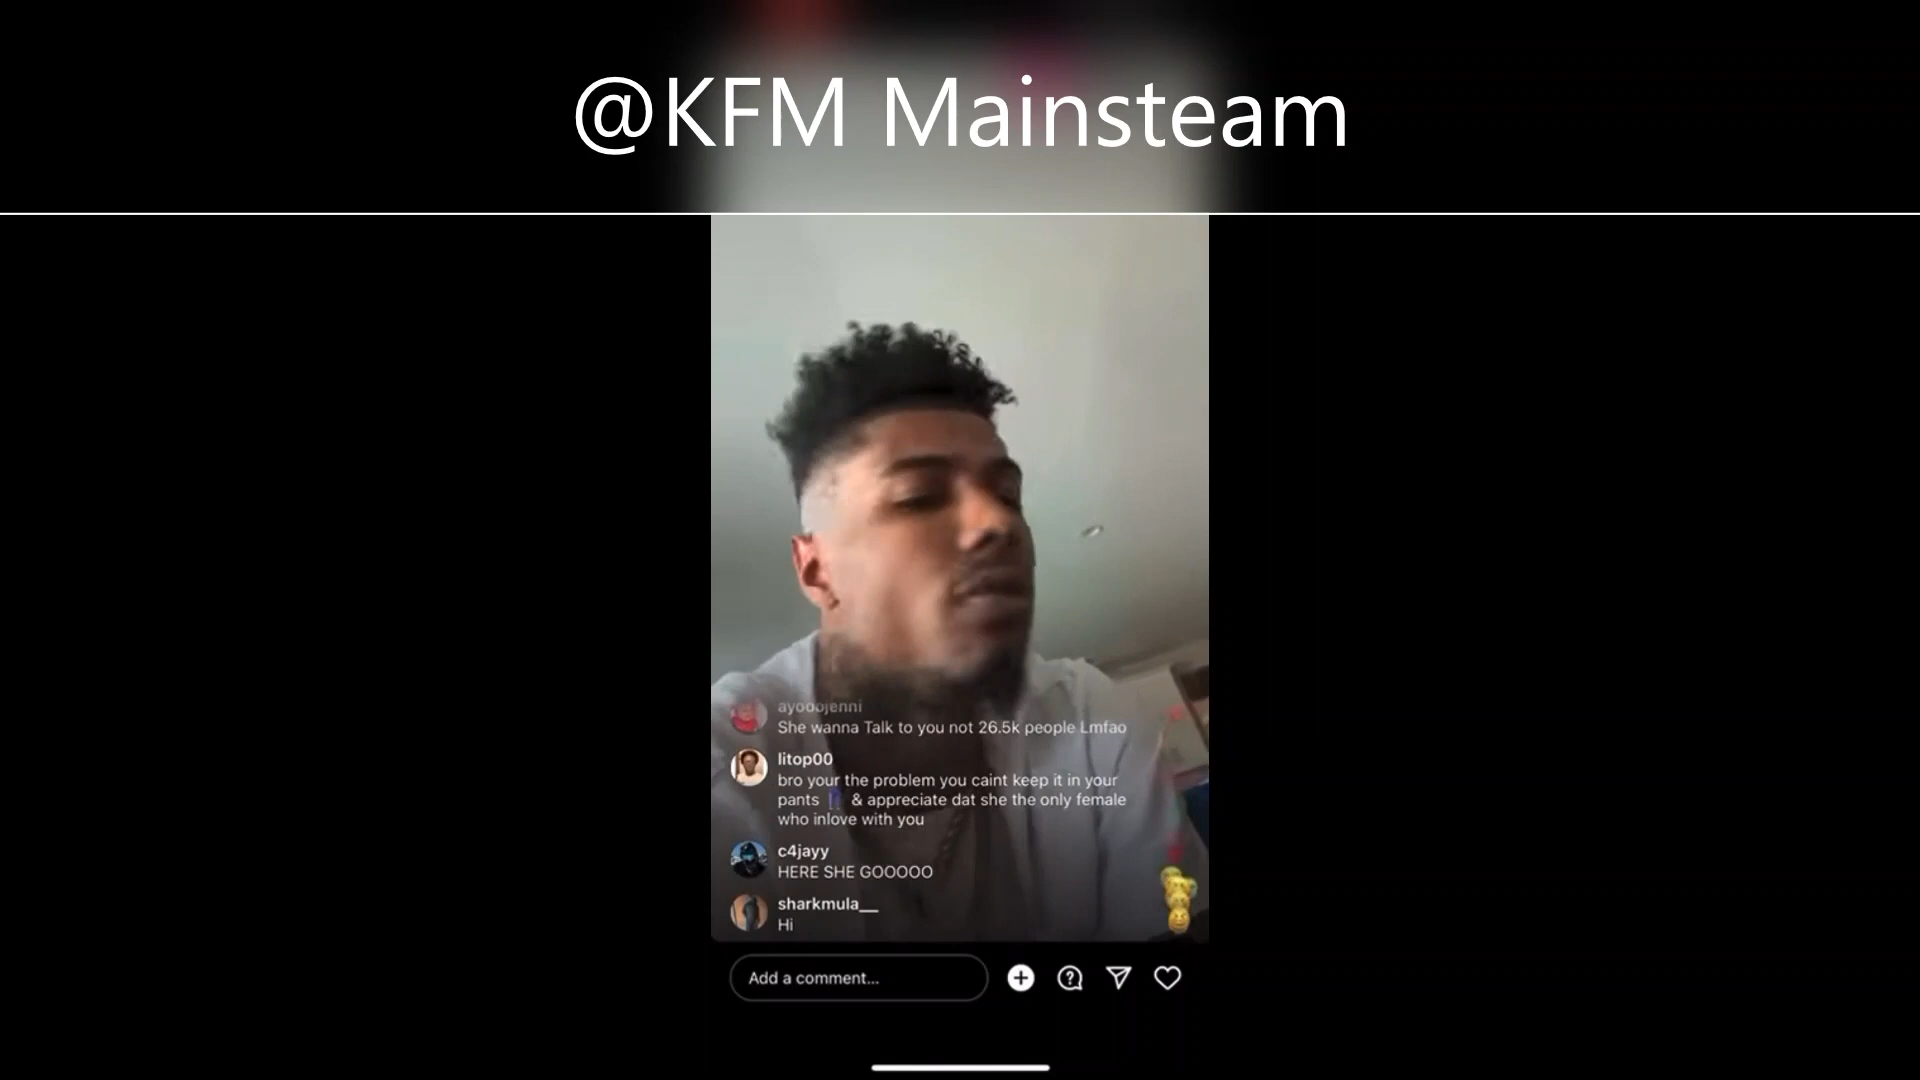 @KFM Mainsteam
ayooojenni
She wanna Talk to you not 26.5k people Lmfao
litop00
bro your the problem you caint keep it in your
pants 👖 & appreciate dat she the only female
who inlove with you
c4jayy
HERE SHE GOOOOO
sharkmula__
Hi
Add a comment...